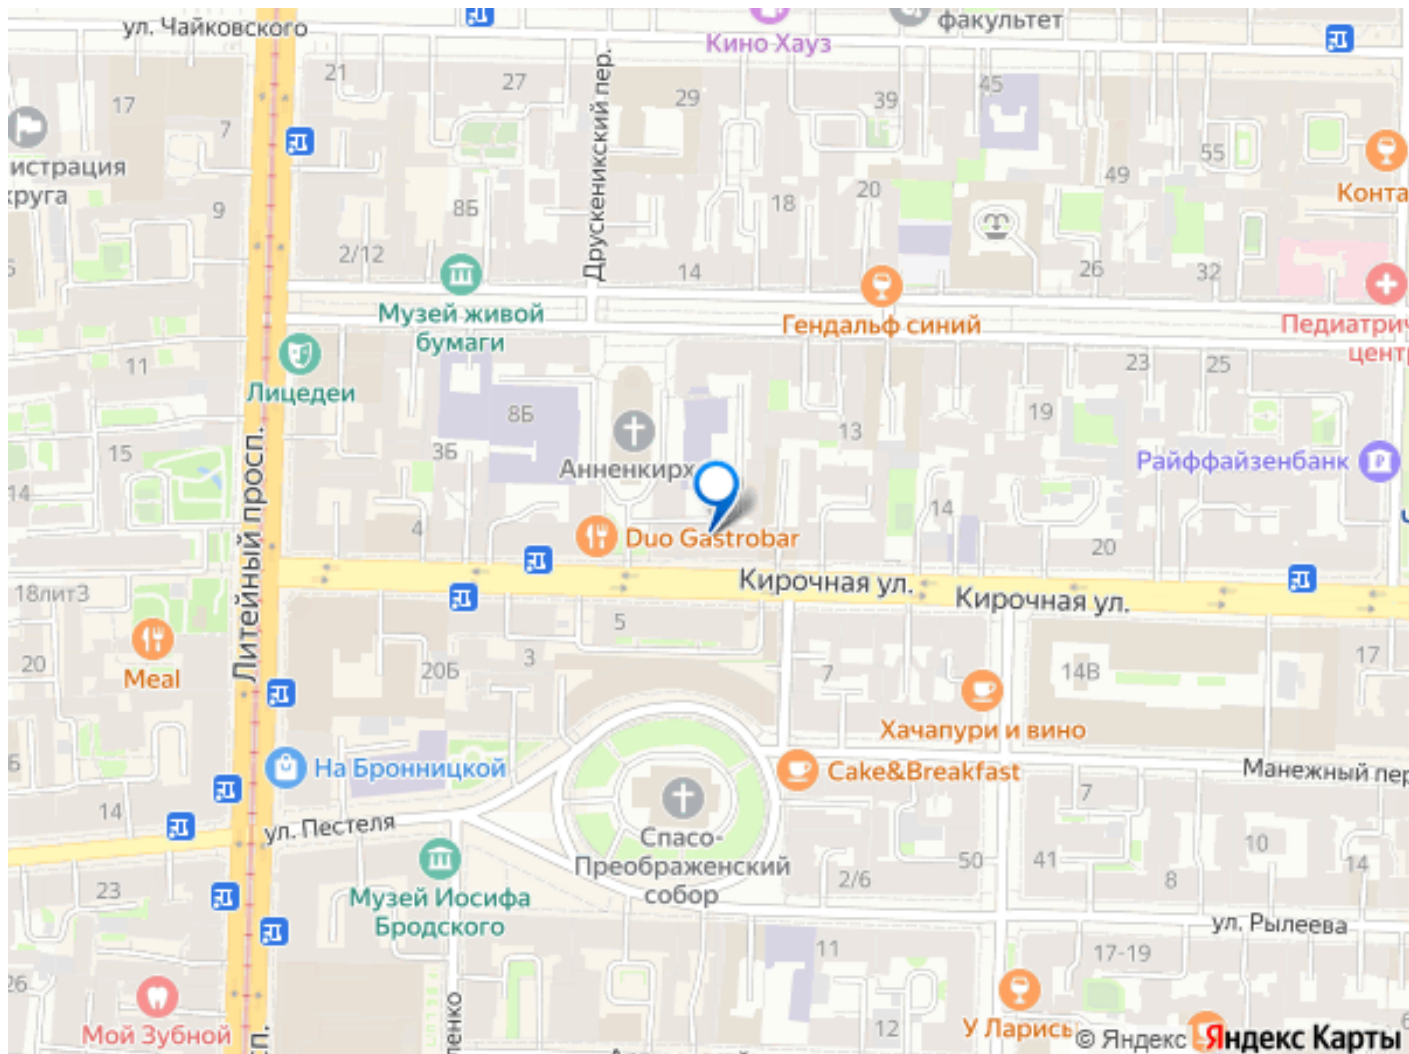 ул. Чайковского
Кино Хауз
факультет
21
27
29
39
45
17
7
Друскеникский пер.
55
49
истрация
круга
9
8Б
18
20
Конта
2/12
14
26
32
Музей живой
бумаги
Гендальф синий
Педиатрич
центр
11
Лицедеи
23
25
8Б
19
13
15
3Б
Анненкирх
Райффайзенбанк
14
4
14
20
Duo Gastrobar
Литейный просп.
Кирочная ул.
Кирочная ул.
18лит3
5
20
Meal
20Б
3
7
14В
17
Хачапури и вино
На Бронницкой
Cake&Breakfast
Манежный пер
14
ул. Пестеля
7
Спасо-
Преображенский
собор
10
14
23
50
41
8
2/6
Музей Иосифа
Бродского
ул. Рылеева
11
17-19
26
Мой Зубной
12
У Ларисы
ленко
сп.
© Яндекс
Яндекс Карты